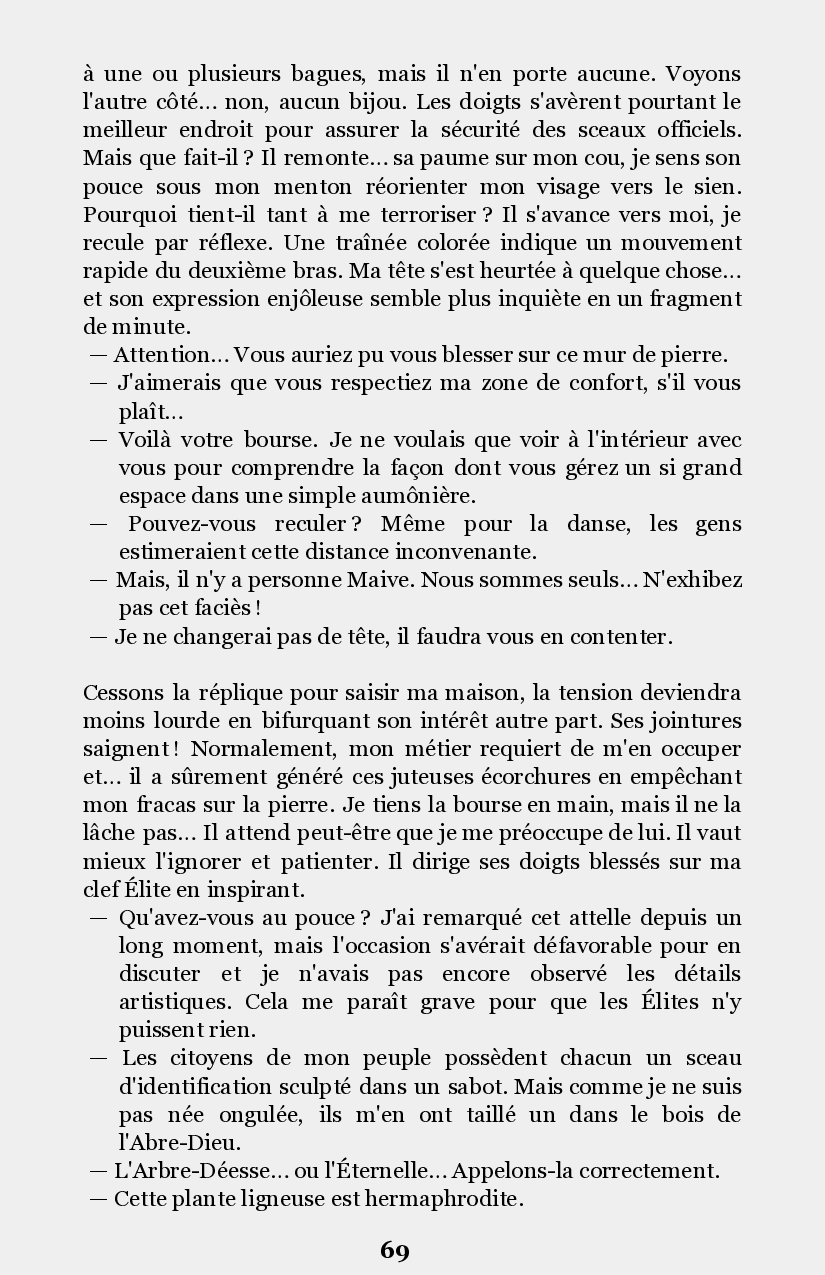 à une ou plusieurs bagues, mais il n'en porte aucune. Voyons
l'autre côté... non, aucun bijou. Les doigts s'avèrent pourtant le
meilleur endroit pour assurer la sécurité des sceaux officiels.
Mais que fait-il ? Il remonte... sa paume sur mon cou, je sens son
pouce sous mon menton réorienter mon visage vers le sien.
Pourquoi tient-il tant à me terroriser ? Il s'avance vers moi, je
recule par réflexe. Une traînée colorée indique un mouvement
rapide du deuxième bras. Ma tête s'est heurtée à quelque chose...
et son expression enjôleuse semble plus inquiète en un fragment
de minute.
— Attention... Vous auriez pu vous blesser sur ce mur de pierre.
— J'aimerais que vous respectiez ma zone de confort, s'il vous
plaît...
— Voilà votre bourse. Je ne voulais que voir à l'intérieur avec
vous pour comprendre la façon dont vous gérez un si grand
espace dans une simple aumônière.
— Pouvez-vous reculer ? Même pour la danse, les gens
estimeraient cette distance inconvenante.
— Mais, il n'y a personne Maive. Nous sommes seuls... N'exhibez
pas cet faciès !
— Je ne changerai pas de tête, il faudra vous en contenter.
Cessons la réplique pour saisir ma maison, la tension deviendra
moins lourde en bifurquant son intérêt autre part. Ses jointures
saignent ! Normalement, mon métier requiert de m'en occuper
et... il a sûrement généré ces juteuses écorchures en empêchant
mon fracas sur la pierre. Je tiens la bourse en main, mais il ne la
lâche pas... Il attend peut-être que je me préoccupe de lui. Il vaut
mieux l'ignorer et patienter. Il dirige ses doigts blessés sur ma
clef Élite en inspirant.
— Qu'avez-vous au pouce ? J'ai remarqué cet attelle depuis un
long moment, mais l'occasion s'avérait défavorable pour en
discuter et je n'avais pas encore observé les détails
artistiques. Cela me paraît grave pour que les Élites n'y
puissent rien.
— Les citoyens de mon peuple possèdent chacun un sceau
d'identification sculpté dans un sabot. Mais comme je ne suis
pas née ongulée, ils m'en ont taillé un dans le bois de
l'Abre-Dieu.
— L'Arbre-Déesse... ou l'Éternelle... Appelons-la correctement.
— Cette plante ligneuse est hermaphrodite.
69